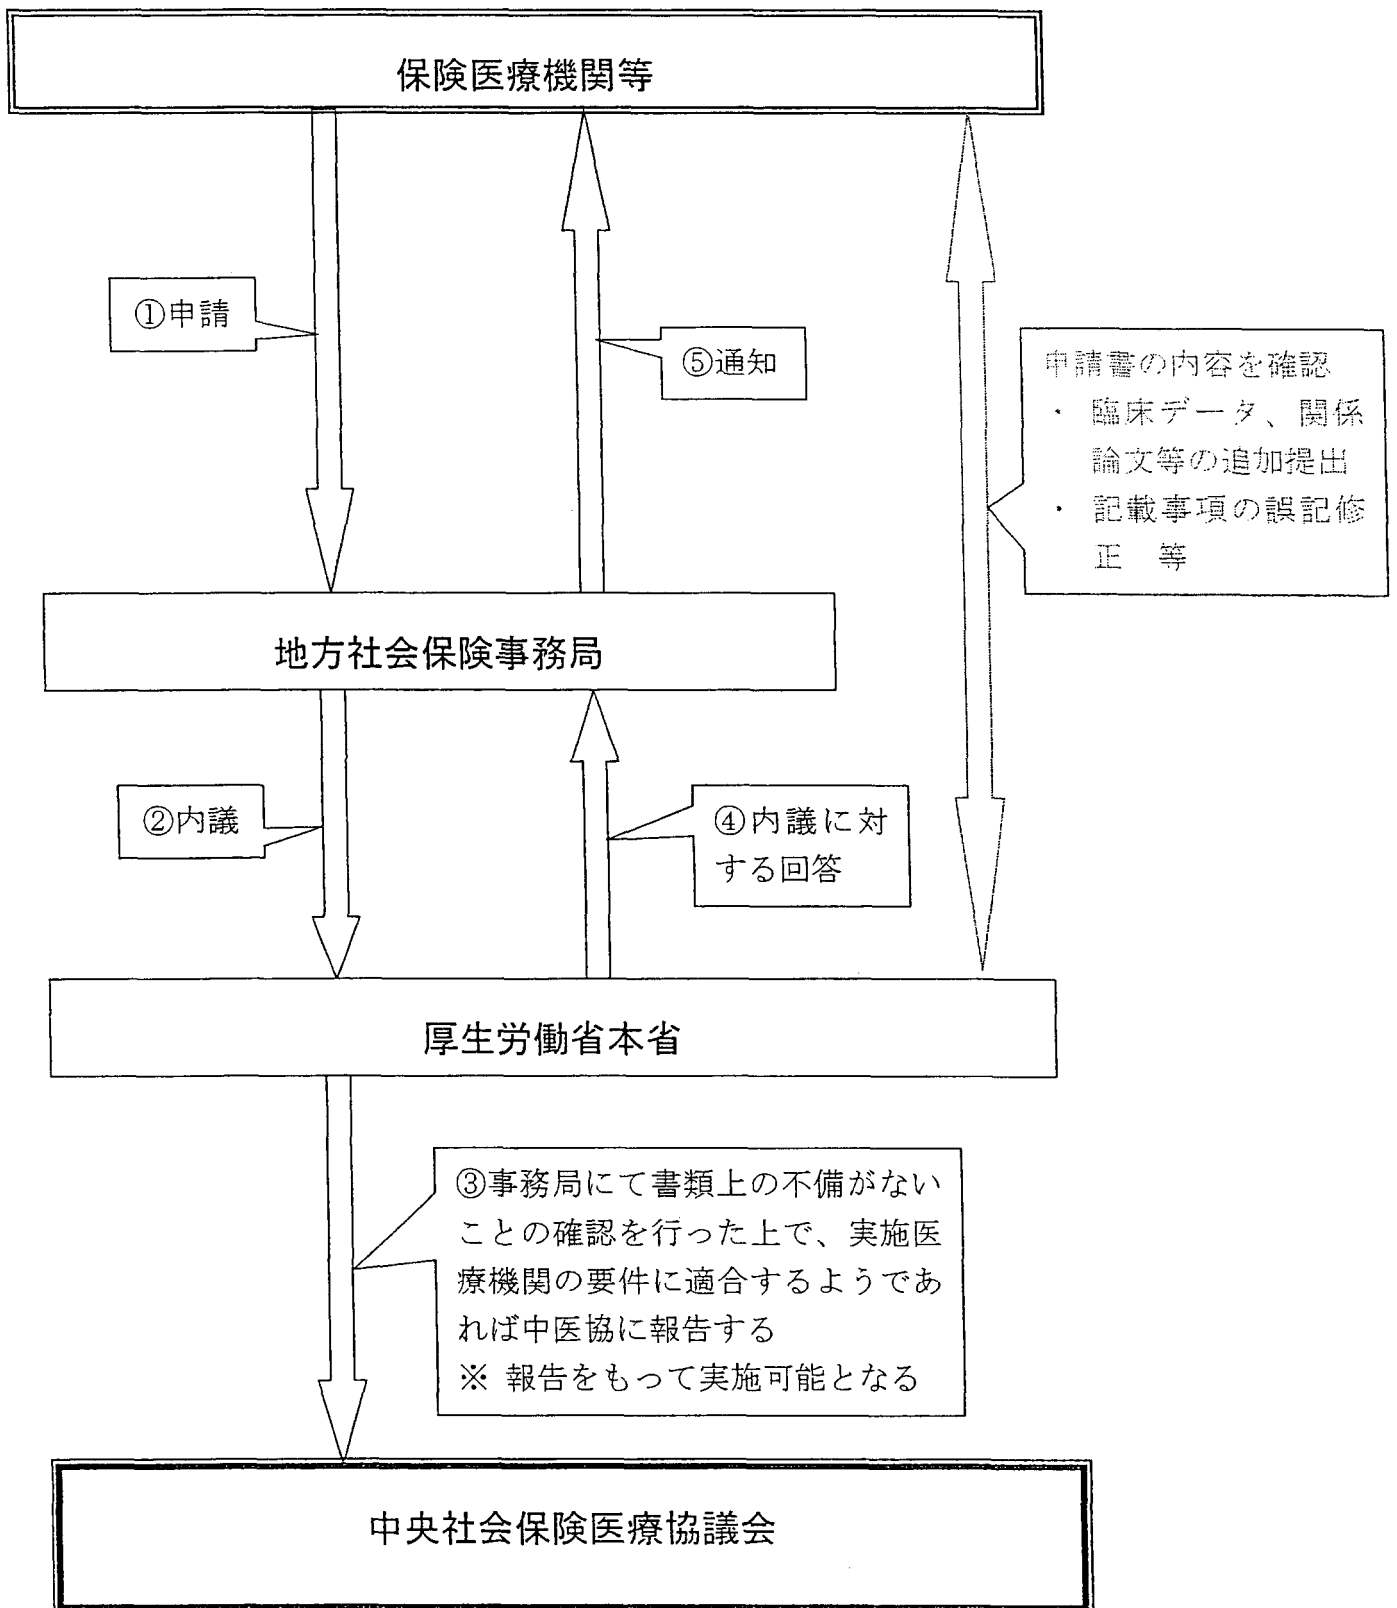 保険医療機関等
①申請
⑤通知
申請書の内容を確認
・ 臨床データ、関係
論文等の追加提出
・ 記載事項の誤記修
正 等
地方社会保険事務局
②内議
④内議に対
する回答
厚生労働省本省
③事務局にて書類上の不備がない
ことの確認を行った上で、実施医
療機関の要件に適合するようであ
れば中医協に報告する
※ 報告をもって実施可能となる
中央社会保険医療協議会